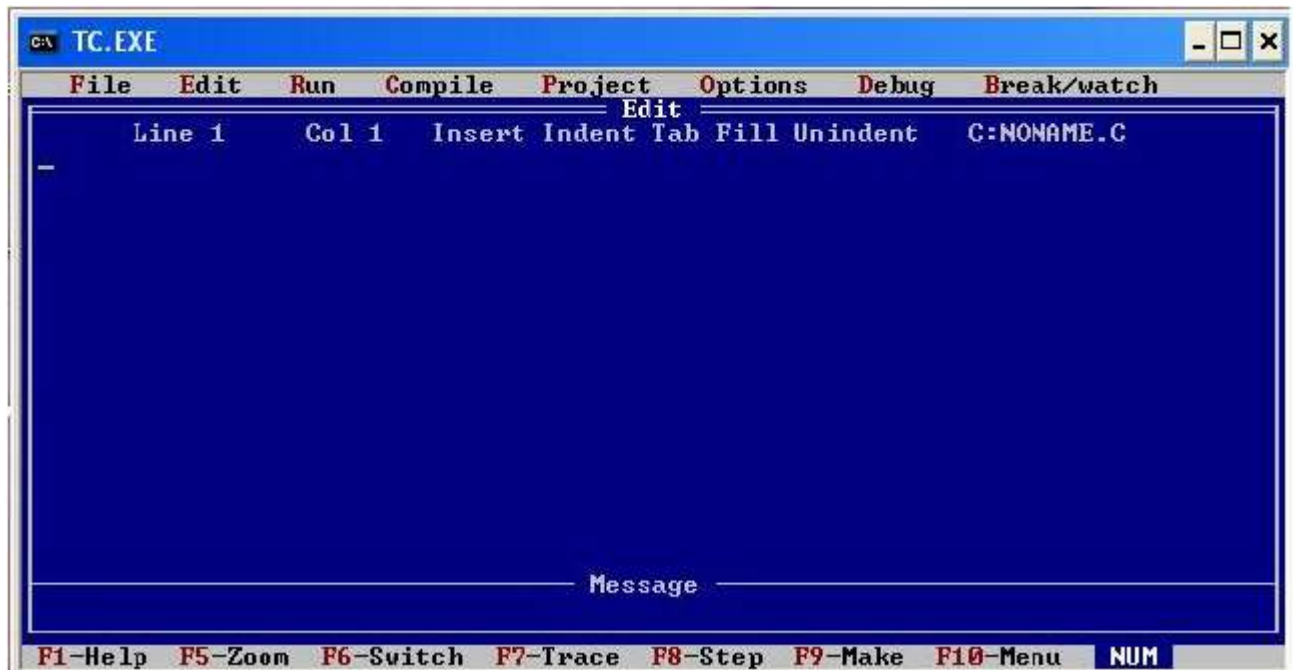 TC.EXE
File Edit Run Compile Project Options Debug Break/watch
Edit
Line 1 Col 1 Insert Indent Tab Fill Unindent C:NONAME.C
Message
F1-Help F5-Zoom F6-Switch F7-Trace F8-Step F9-Make F10-Menu NUM